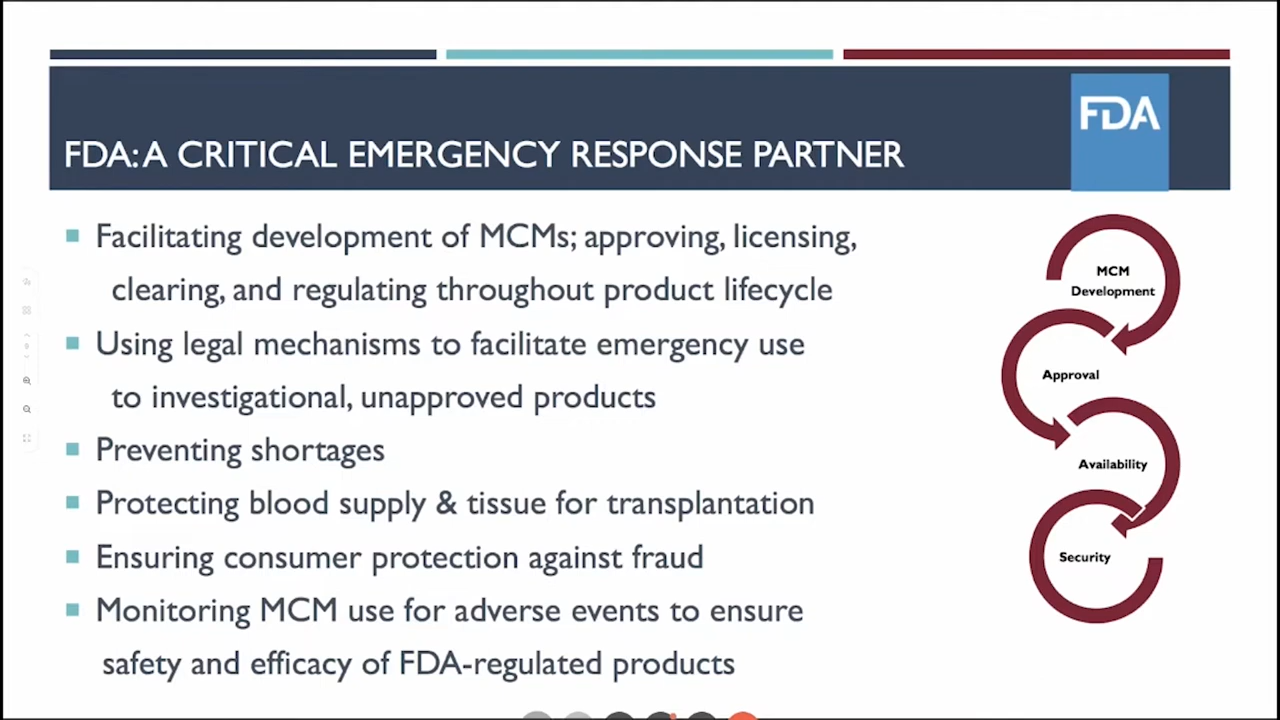 FDA
FDA: A CRITICAL EMERGENCY RESPONSE PARTNER
Facilitating development of MCMs; approving, licensing,
clearing, and regulating throughout product lifecycle
Using legal mechanisms to facilitate emergency use
to investigational, unapproved products
Preventing shortages
Protecting blood supply & tissue for transplantation
Ensuring consumer protection against fraud
Monitoring MCM use for adverse events to ensure
safety and efficacy of FDA-regulated products
MCM
Development
Approval
Availability
Security